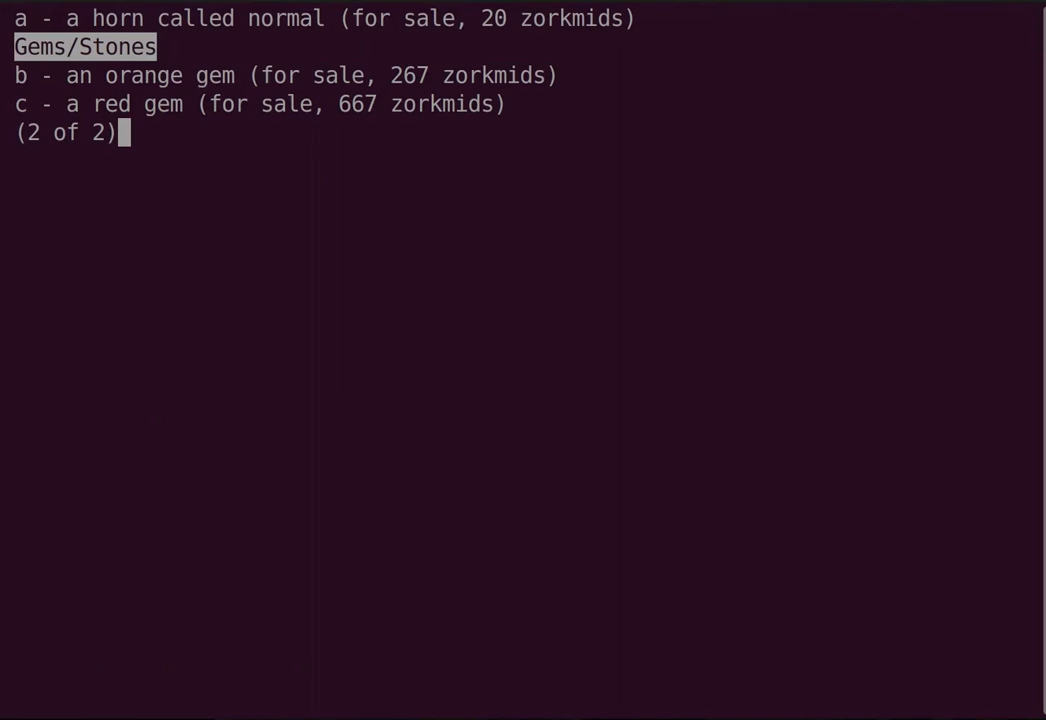 a - a horn called normal (for sale, 20 zorkmids)
Gems/Stones
b - an orange gem (for sale, 267 zorkmids)
c - a red gem (for sale, 667 zorkmids)
(2 of 2)